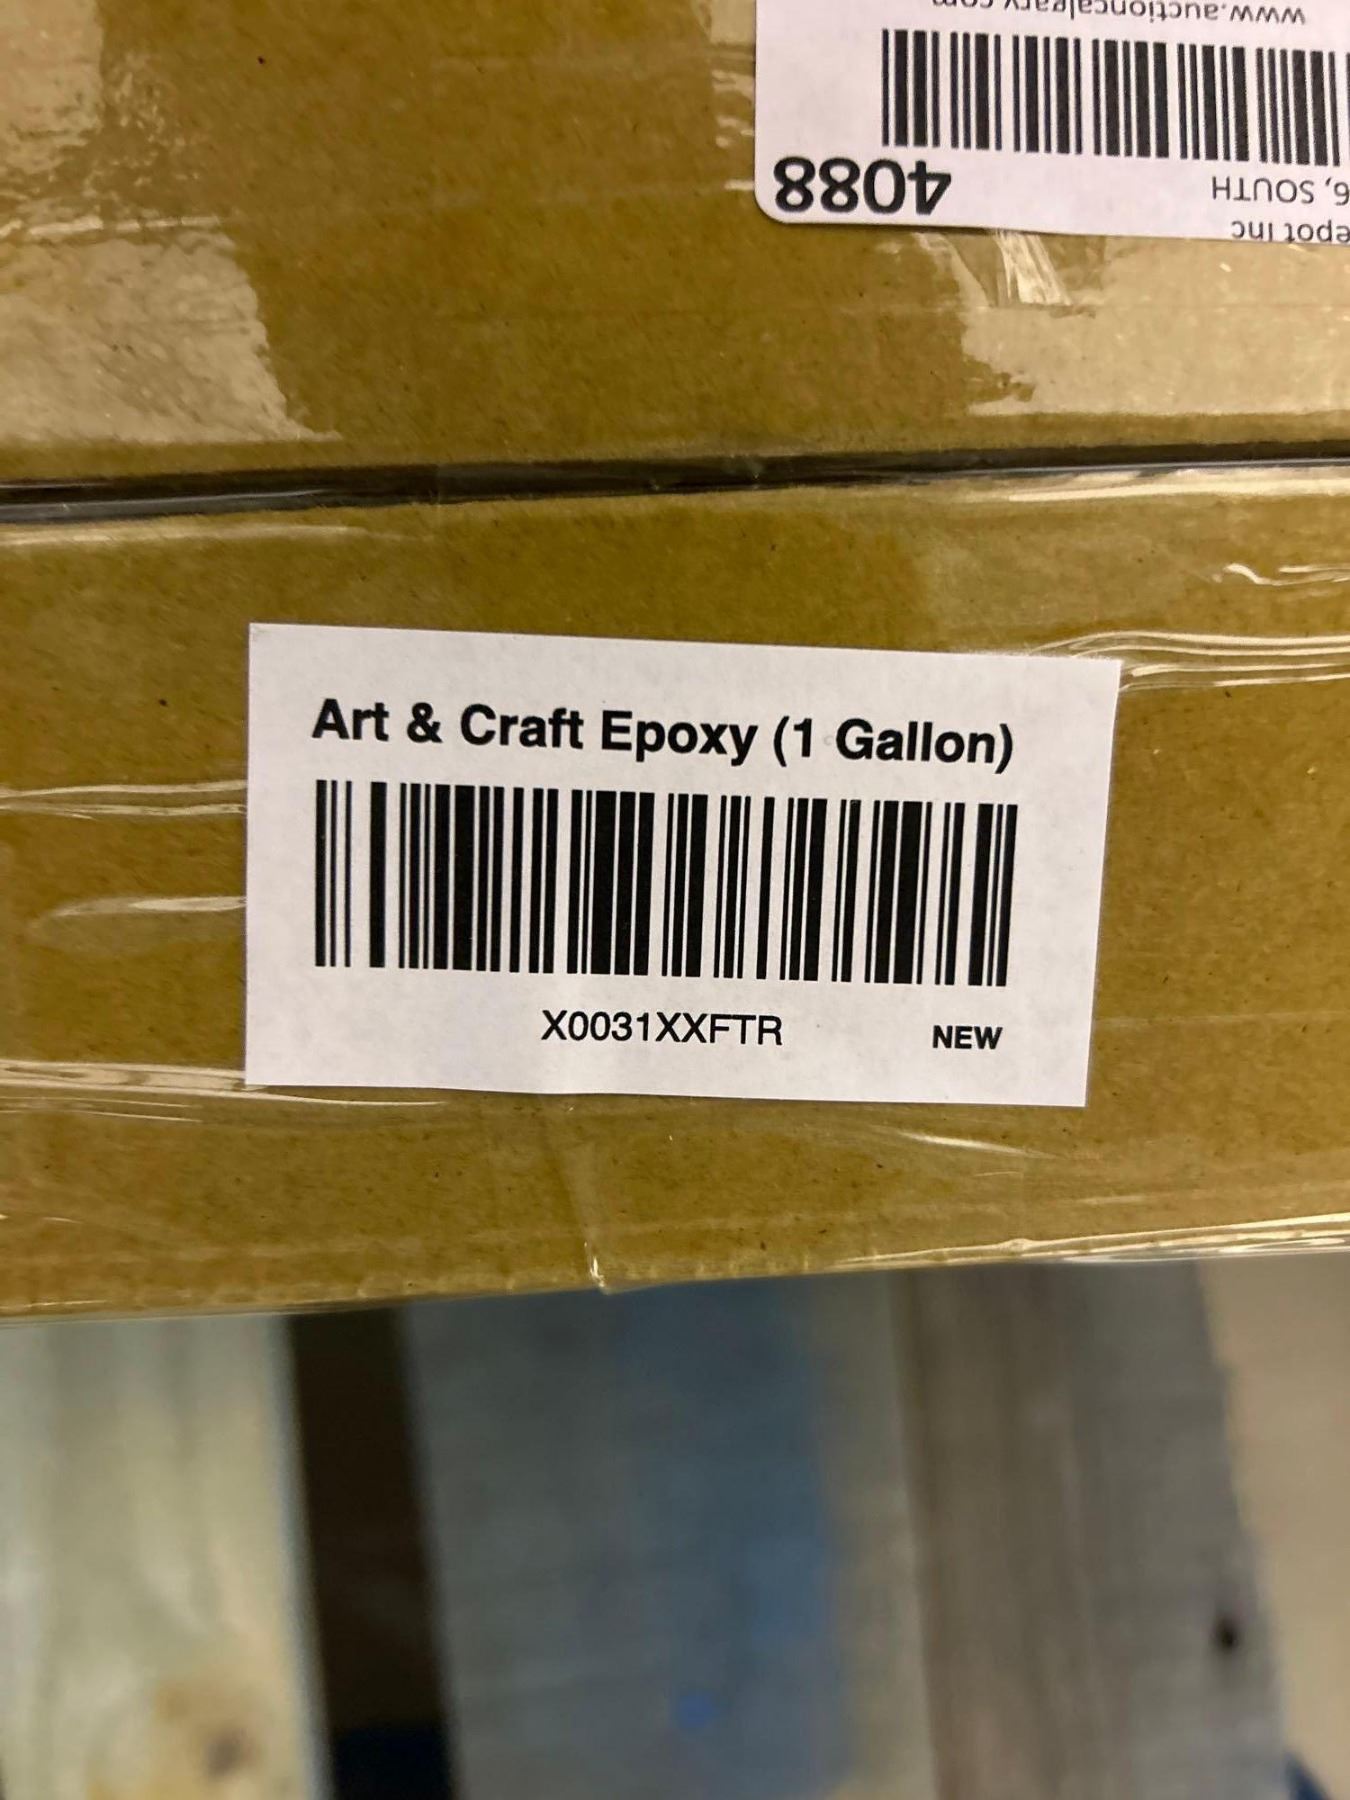 www.auctioncalgary.com
4088
6, SOUTH
epot Inc
Art & Craft Epoxy (1 Gallon)
X0031XXFTR
NEW